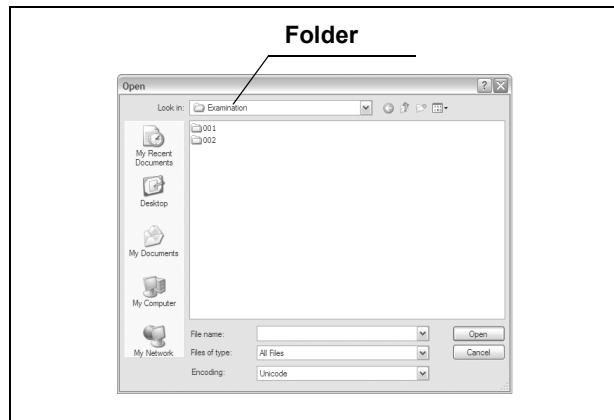 Folder
Open
Look in: Examination
001
002
My Recent
Documents
Desktop
My Documents
My Computer
My Network
File name:
Open
Files of type: All Files
Cancel
Encoding: Unicode